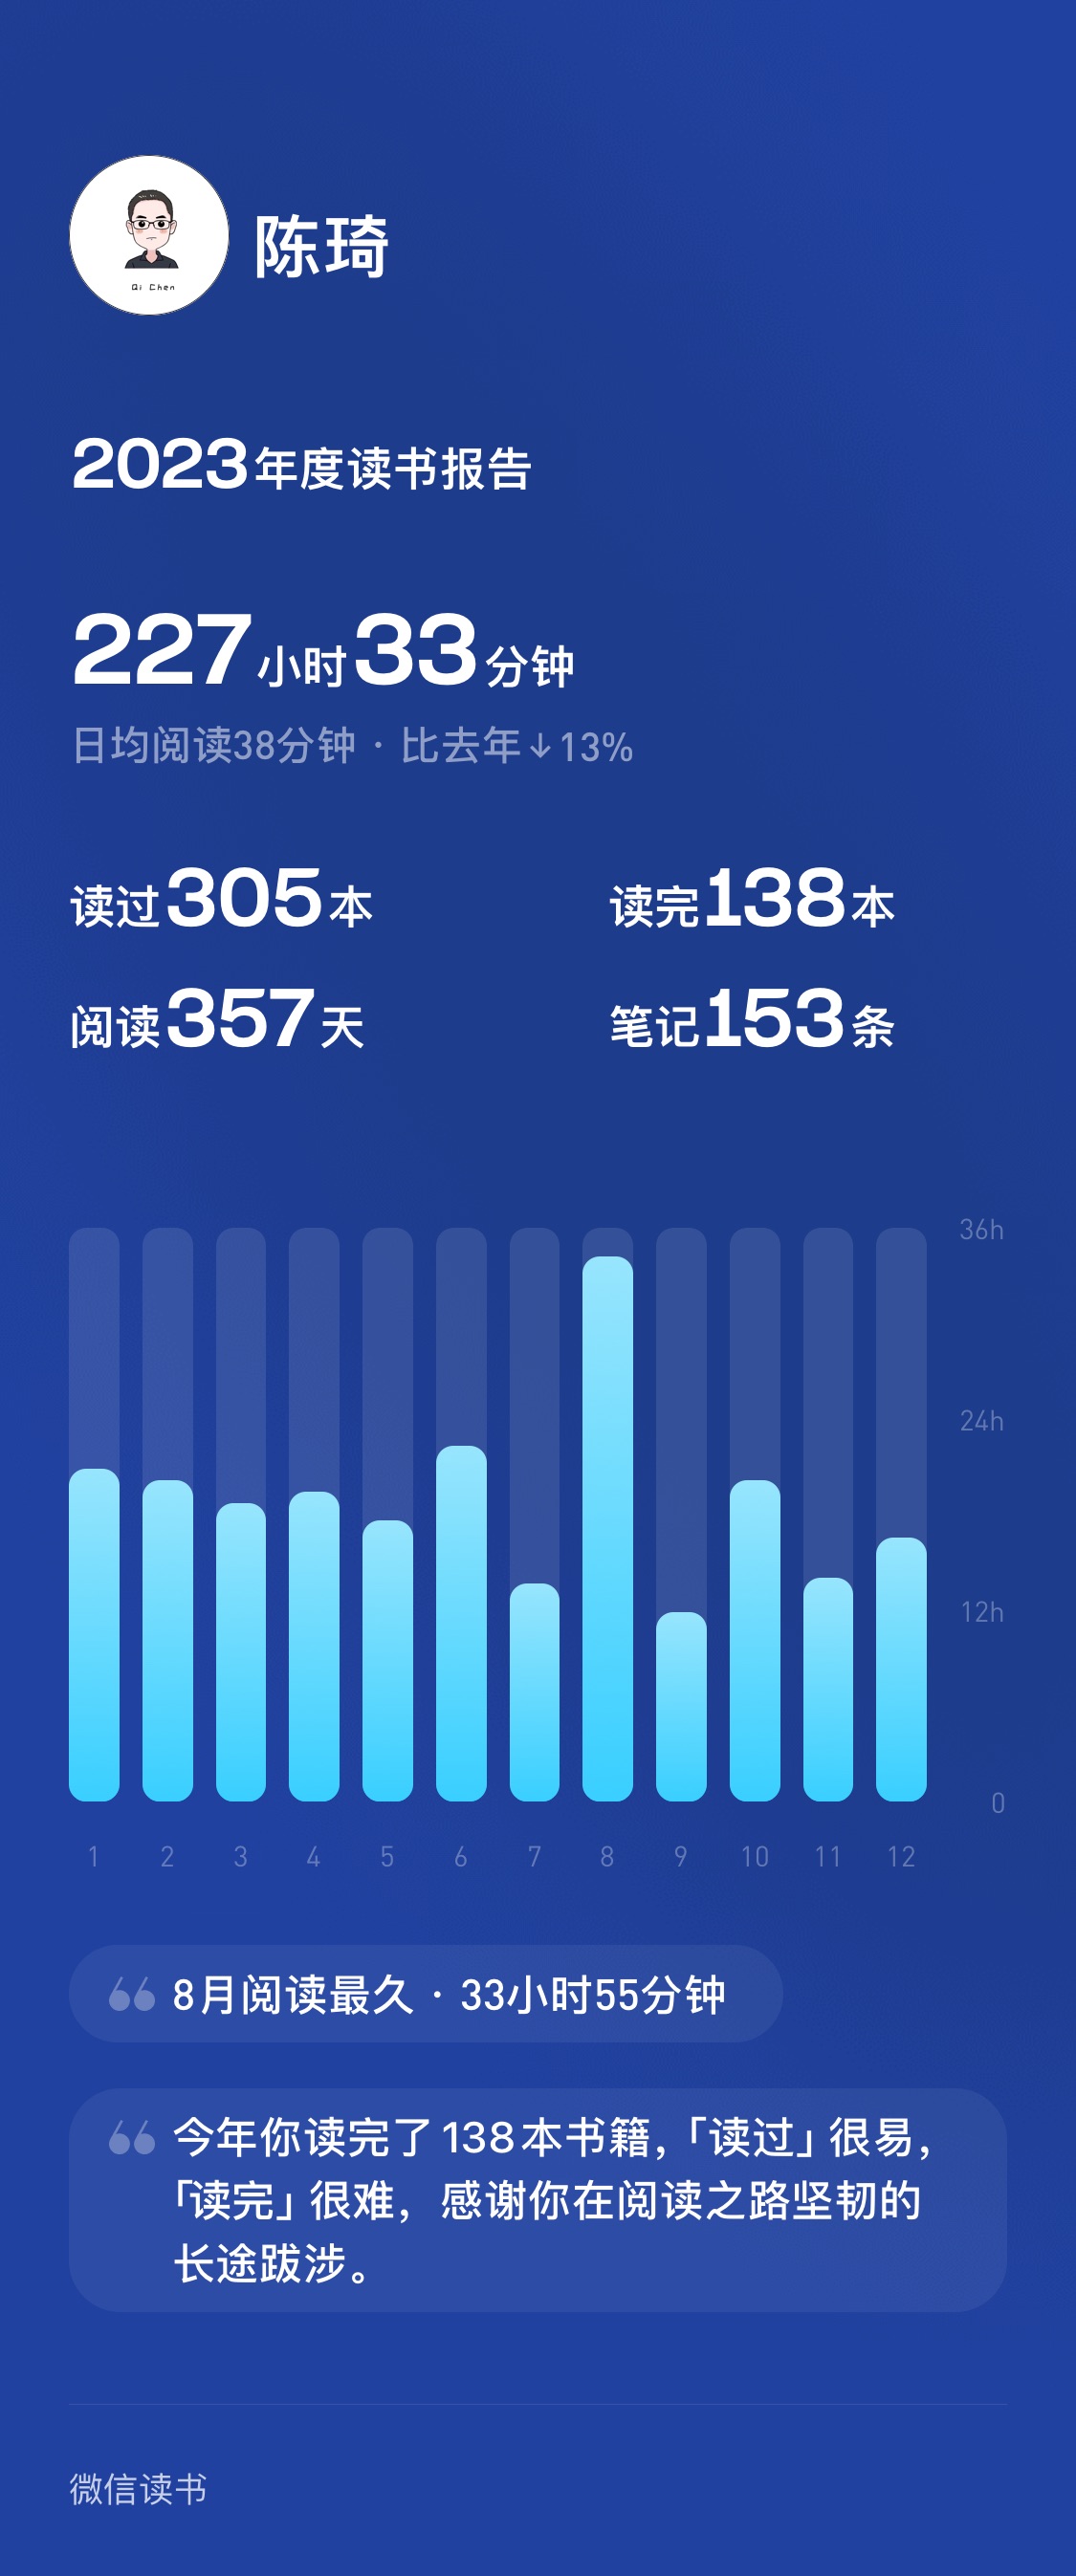 Qi Chen
陈琦
2023年度读书报告
227小时33分钟
日均阅读38分钟 · 比去年↓13%
读过305本
读完138本
阅读357天
笔记153条
36h
24h
12h
0
1 2 3 4 5 6 7 8 9 10 11 12
8月阅读最久 · 33小时55分钟
今年你读完了138本书籍，「读过」很易，
「读完」很难，感谢你在阅读之路坚韧的
长途跋涉。
微信读书